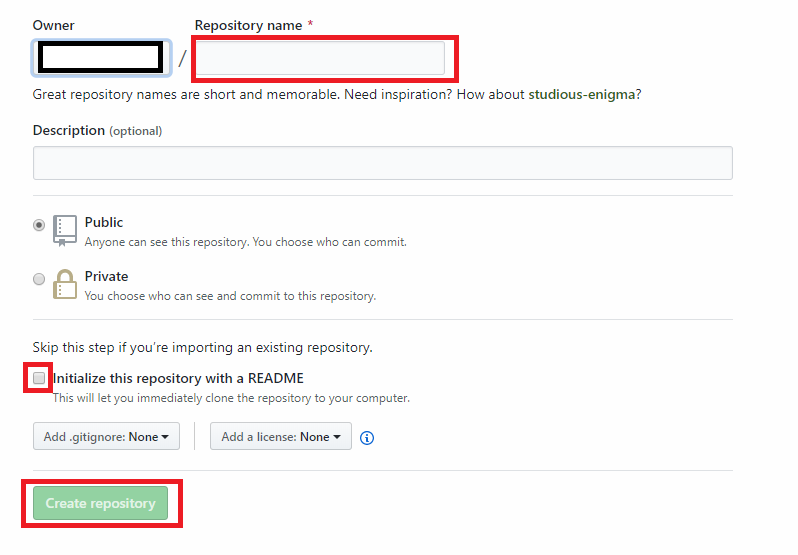 Owner
Repository name *
/
Great repository names are short and memorable. Need inspiration? How about studious-enigma?
Description (optional)
Public
Anyone can see this repository. You choose who can commit.
Private
You choose who can see and commit to this repository.
Skip this step if you’re importing an existing repository.
Initialize this repository with a README
This will let you immediately clone the repository to your computer.
Add .gitignore: None
Add a license: None
Create repository